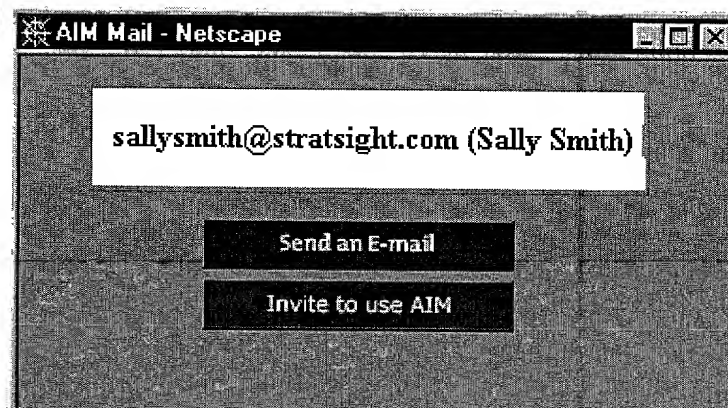 AIM Mail - Netscape
sallysmith@stratsight.com (Sally Smith)
Send an E-mail
Invite to use AIM